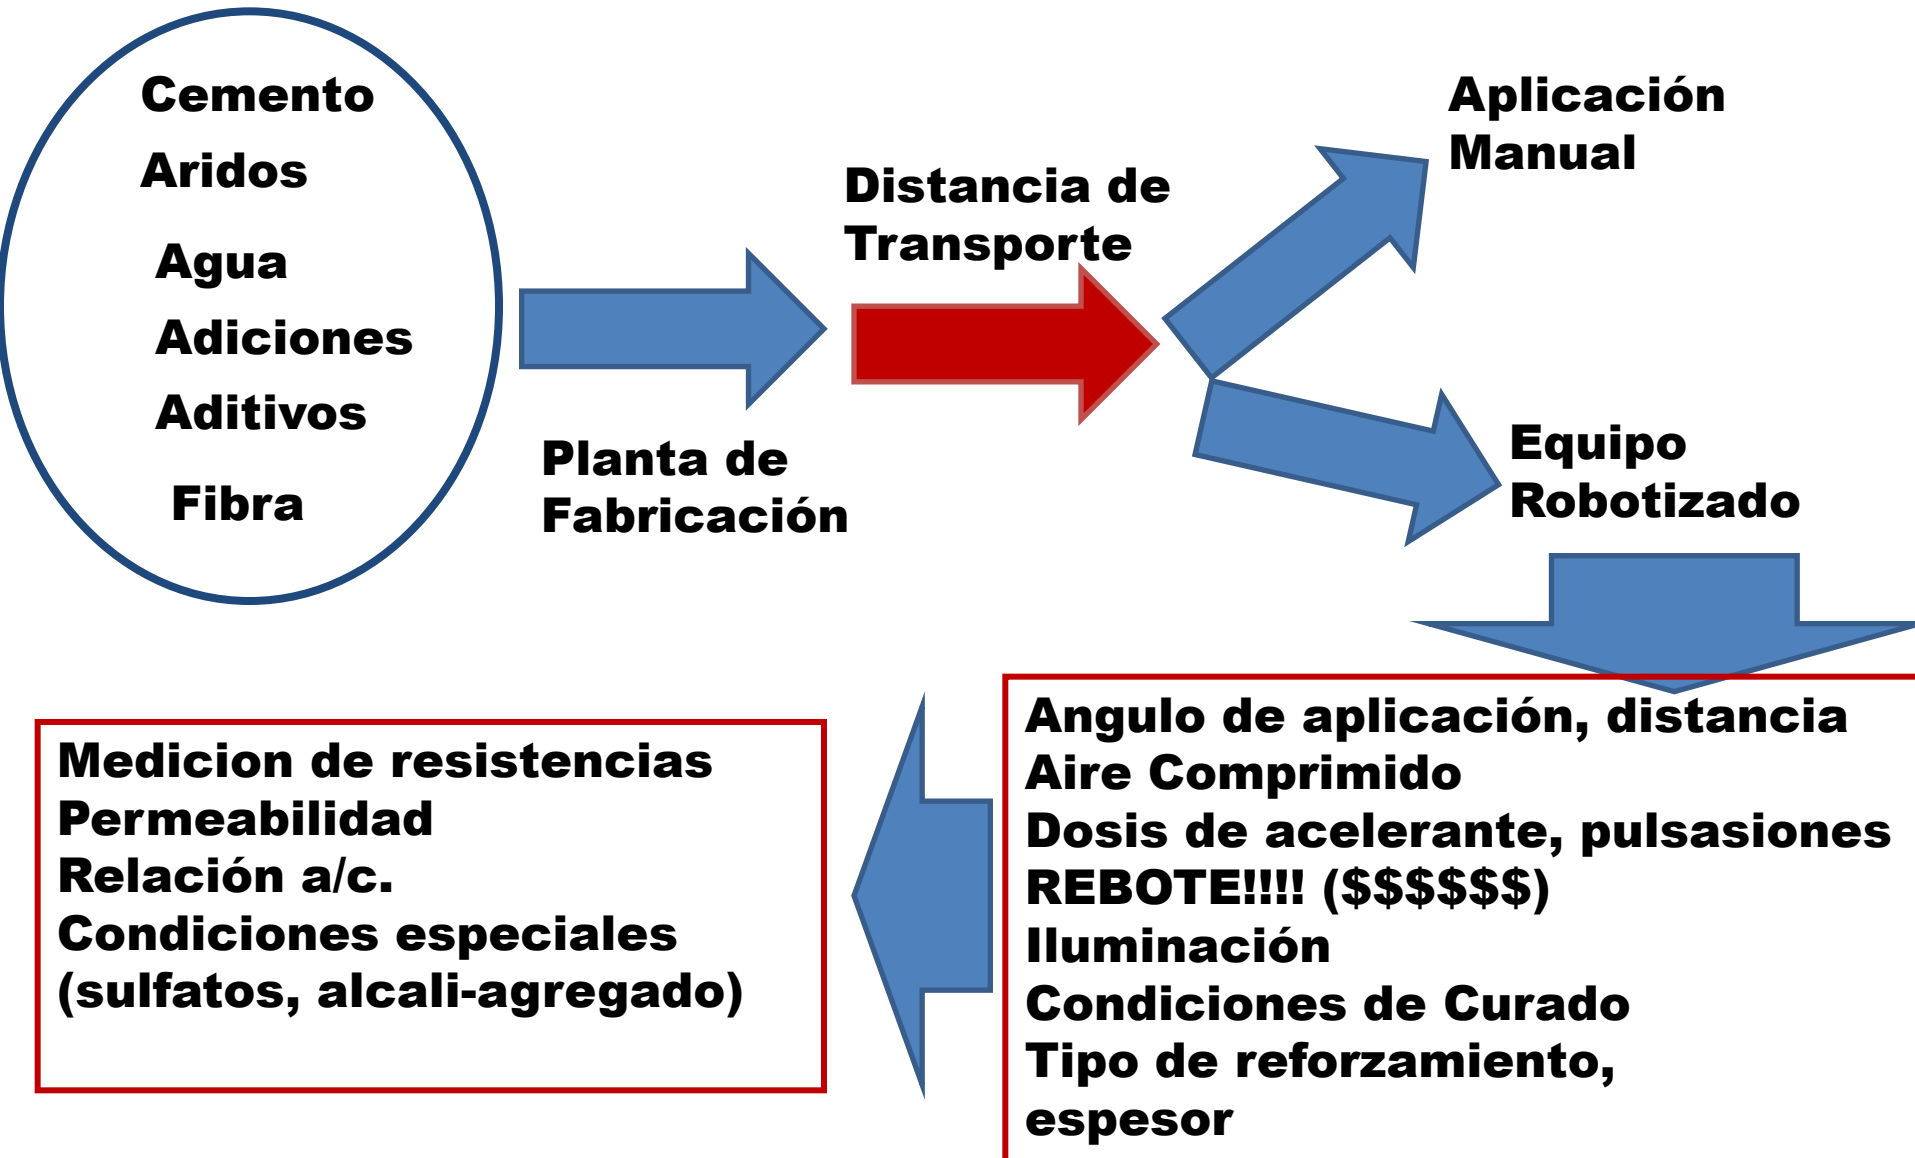 Cemento
Aridos
Agua
Adiciones
Aditivos
Fibra
Planta de
Fabricación
Distancia de
Transporte
Aplicación
Manual
Equipo
Robotizado
Angulo de aplicación, distancia
Aire Comprimido
Dosis de acelerante, pulsasiones
REBOTE!!!! ($$$$$$)
Iluminación
Condiciones de Curado
Tipo de reforzamiento,
espesor
Medicion de resistencias
Permeabilidad
Relación a/c.
Condiciones especiales
(sulfatos, alcali-agregado)